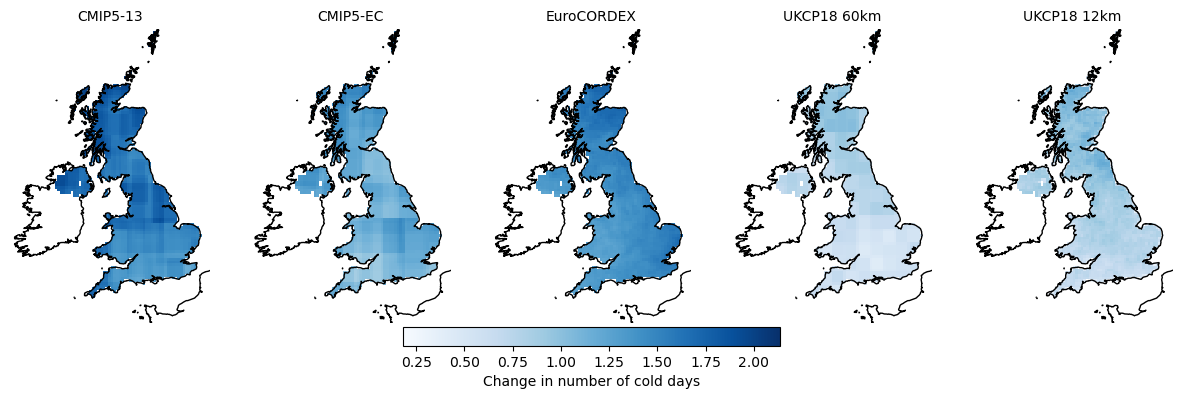 CMIP5-13 CMIP5-EC EuroCORDEX UKCP18 60km UKCP18 12km
0.25 0.50 0.75 1.00 1.25 1.50 1.75 2.00
Change in number of cold days